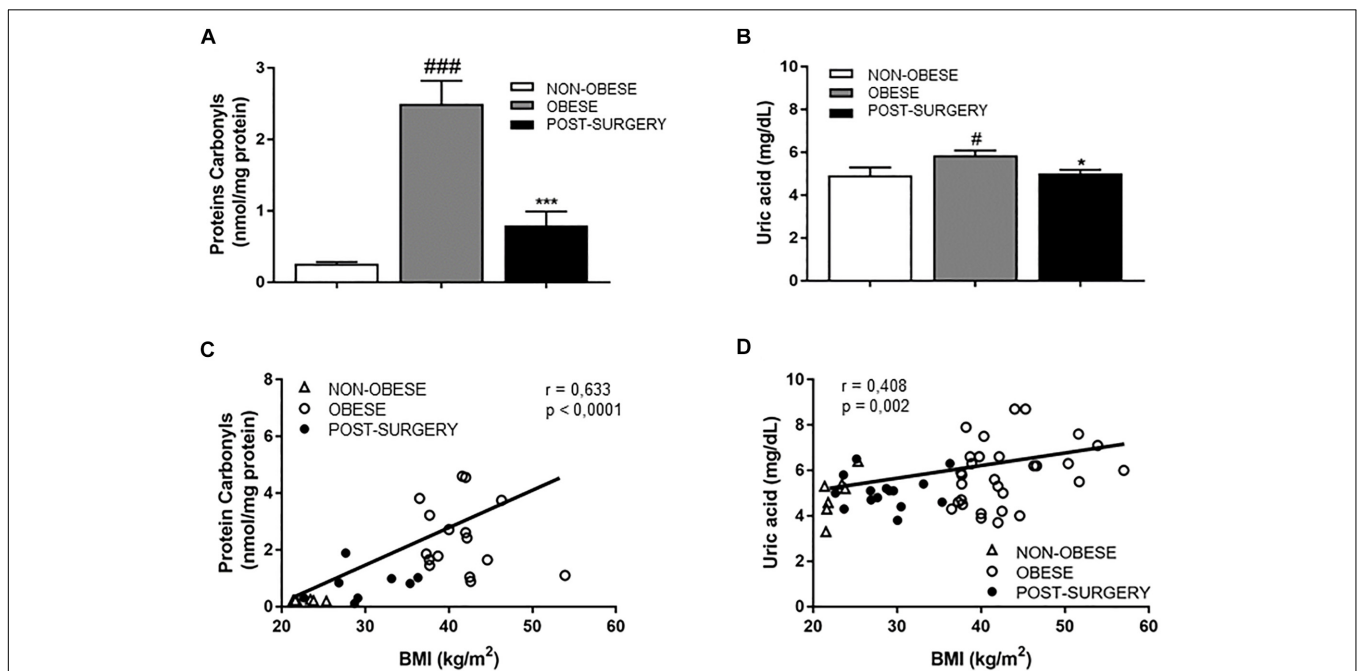 A
Proteins Carbonyls
(nmol/mg protein)
3
2
1
0
###
***
NON-OBESE
OBESE
POST-SURGERY
B
Uric acid (mg/dL)
10
8
6
4
2
0
NON-OBESE
OBESE
POST-SURGERY
#
*
C
Protein Carbonyls
(nmol/mg protein)
8
6
4
2
0
NON-OBESE
OBESE
POST-SURGERY
r = 0,633
p < 0,0001
20 30 40 50 60
BMI (kg/m²)
D
Uric acid (mg/dL)
10
8
6
4
2
0
r = 0,408
p = 0,002
NON-OBESE
OBESE
POST-SURGERY
20 30 40 50 60
BMI (kg/m²)